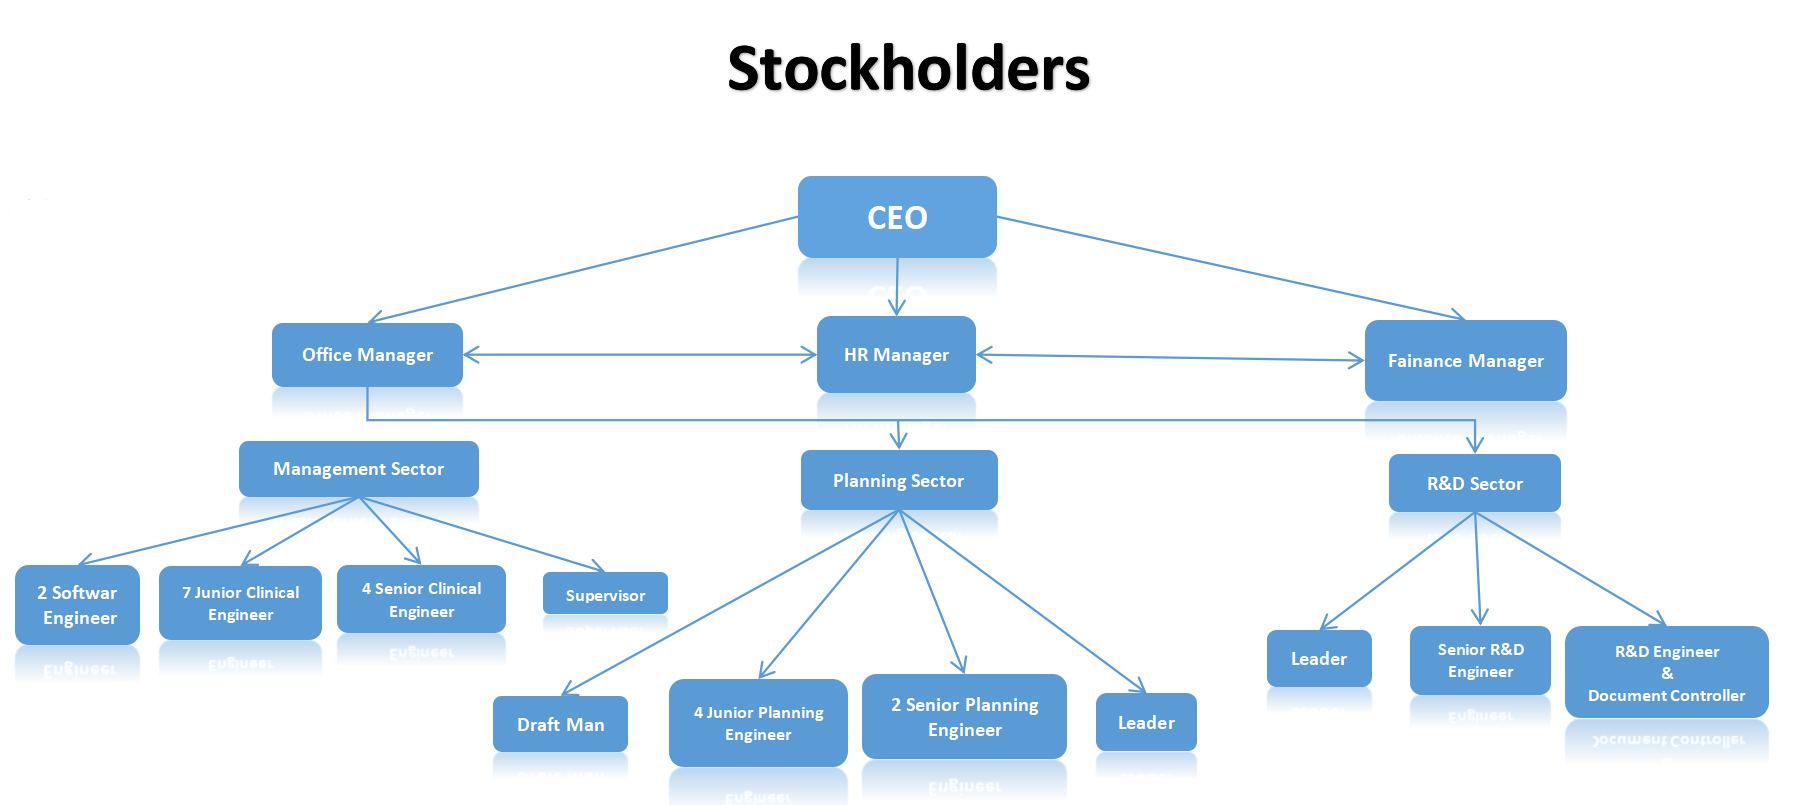 Stockholders
CEO
Office Manager
HR Manager
Fainance Manager
Management Sector
Planning Sector
R&D Sector
2 Softwar
Engineer
7 Junior Clinical
Engineer
4 Senior Clinical
Engineer
Supervisor
Draft Man
4 Junior Planning
Engineer
2 Senior Planning
Engineer
Leader
Leader
Senior R&D
Engineer
R&D Engineer
&
Document Controller